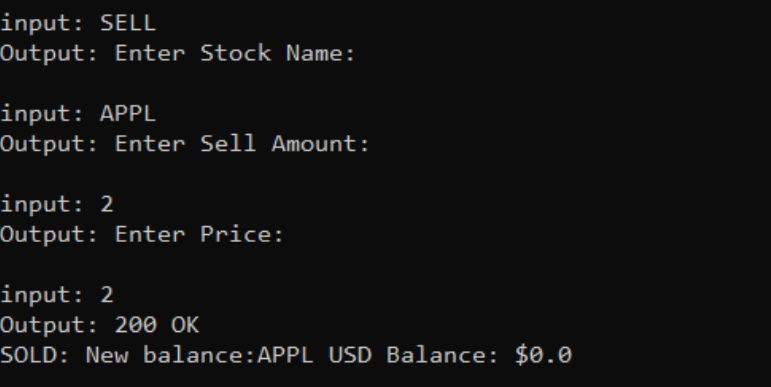 input: SELL
Output: Enter Stock Name:
input: APPL
Output: Enter Sell Amount:
input: 2
Output: Enter Price:
input: 2
Output: 200 OK
SOLD: New balance:APPL USD Balance: $0.0